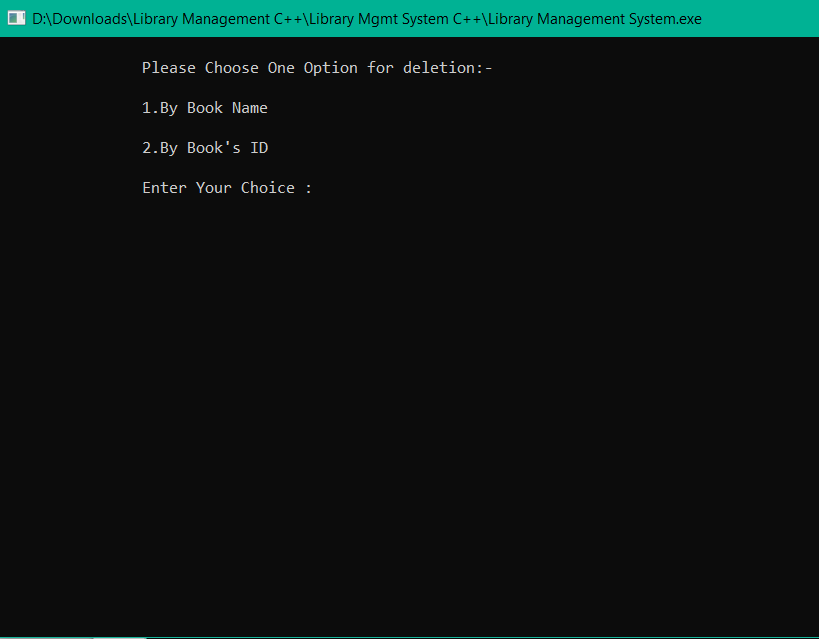 D:\Downloads\Library Management C++\Library Mgmt System C++\Library Management System.exe
Please Choose One Option for deletion:-
1.By Book Name
2.By Book's ID
Enter Your Choice :